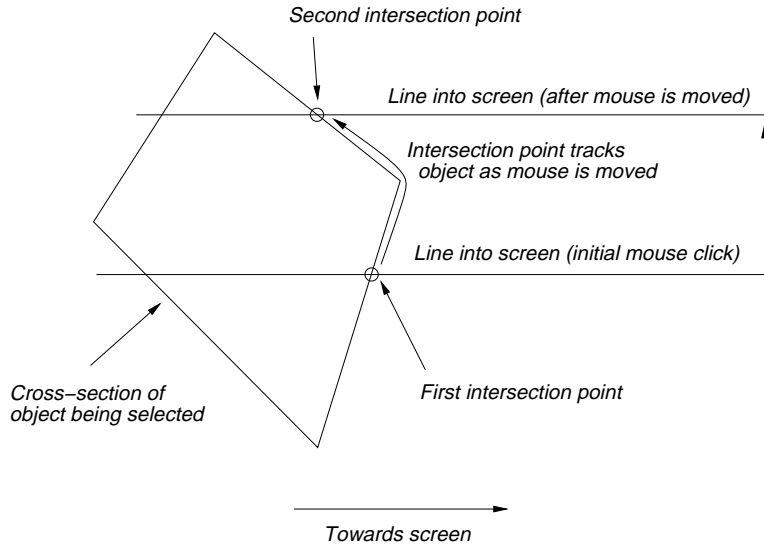 Second intersection point
Line into screen (after mouse is moved)
Intersection point tracks
object as mouse is moved
Line into screen (initial mouse click)
First intersection point
Cross−section of
object being selected
Towards screen